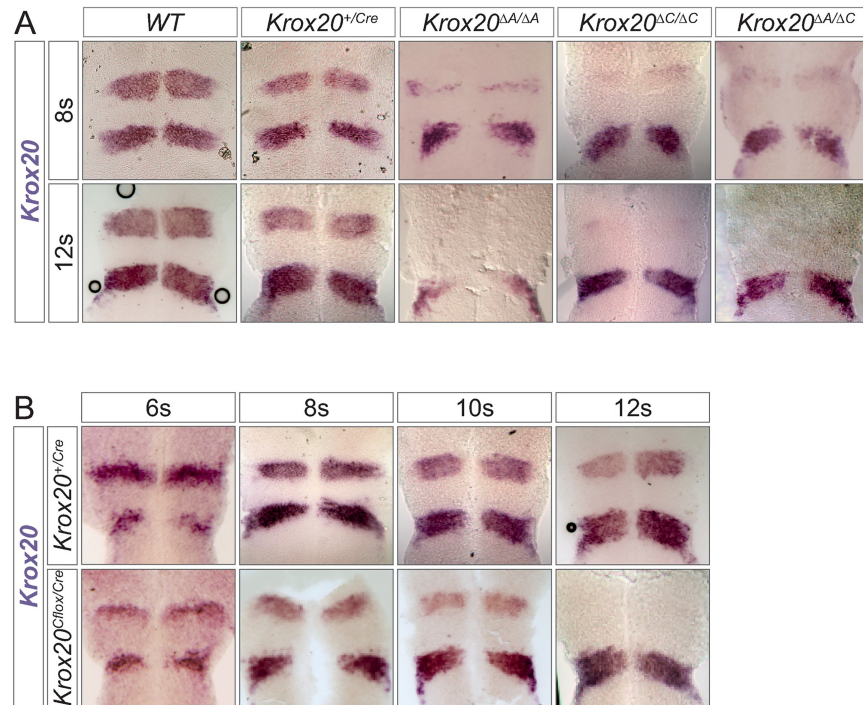 A
WT
Krox20+/Cre
Krox20ΔA/ΔA
Krox20ΔC/ΔC
Krox20ΔA/ΔC
Krox20
8s
12s
B
6s
8s
10s
12s
Krox20
Krox20+/Cre
Krox20Cflox/Cre